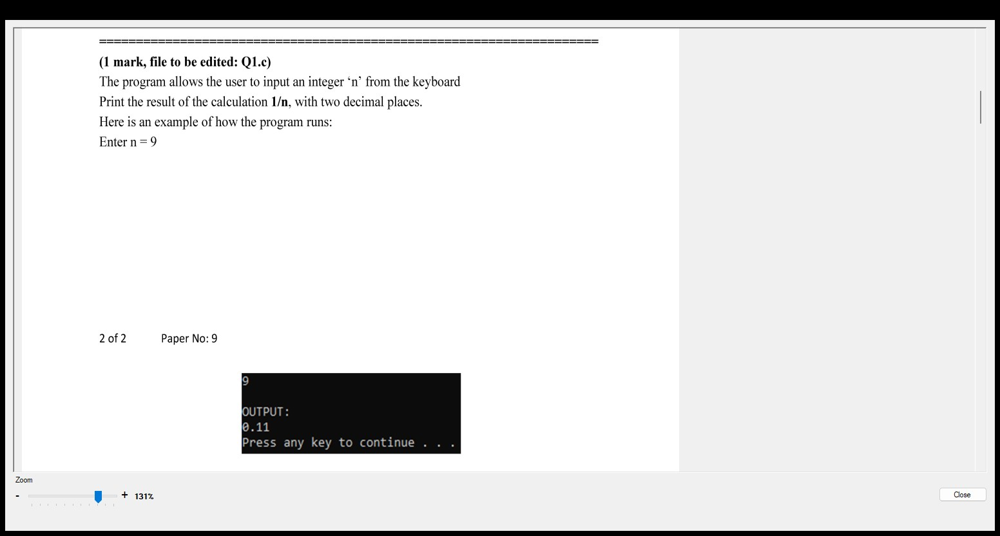 ====================================================================
(1 mark, file to be edited: Q1.c)
The program allows the user to input an integer ‘n’ from the keyboard
Print the result of the calculation 1/n, with two decimal places.
Here is an example of how the program runs:
Enter n = 9
2 of 2 Paper No: 9
9
OUTPUT:
0.11
Press any key to continue . . .
Zoom
- + 131%
Close